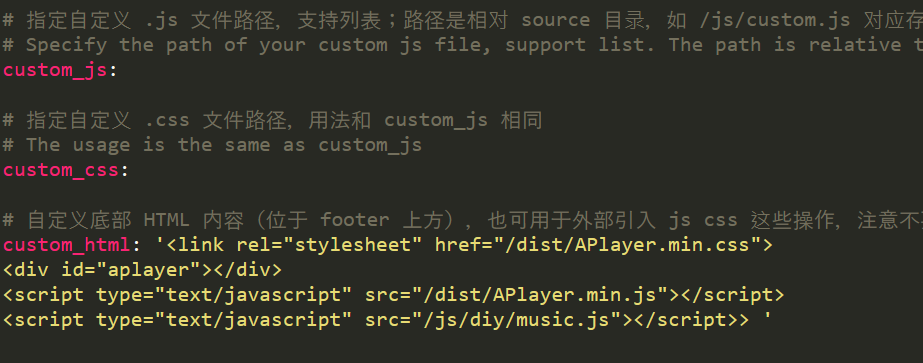 # 指定自定义 .js 文件路径，支持列表；路径是相对 source 目录，如 /js/custom.js 对应存
# Specify the path of your custom js file, support list. The path is relative t
custom_js:
# 指定自定义 .css 文件路径，用法和 custom_js 相同
# The usage is the same as custom_js
custom_css:
# 自定义底部 HTML 内容（位于 footer 上方），也可用于外部引入 js css 这些操作，注意不
custom_html: '<link rel="stylesheet" href="/dist/APlayer.min.css">
<div id="aplayer"></div>
<script type="text/javascript" src="/dist/APlayer.min.js"></script>
<script type="text/javascript" src="/js/diy/music.js"></script>> '